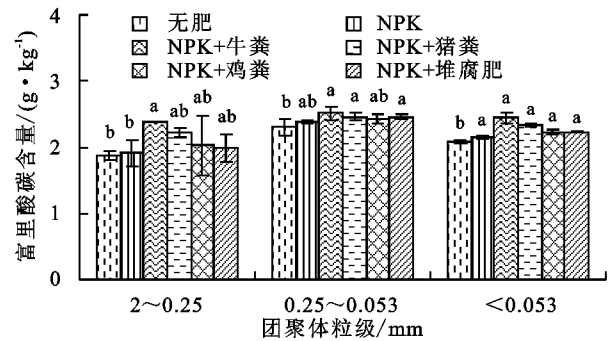 无肥 NPK
NPK+牛粪 NPK+猪粪
NPK+鸡粪 NPK+堆腐肥
富里酸碳含量/(g·kg⁻¹)
4
3
2
1
0
b b a ab ab ab
b ab a a ab a
b a a a a a
2～0.25 0.25～0.053 <0.053
团聚体粒级/mm